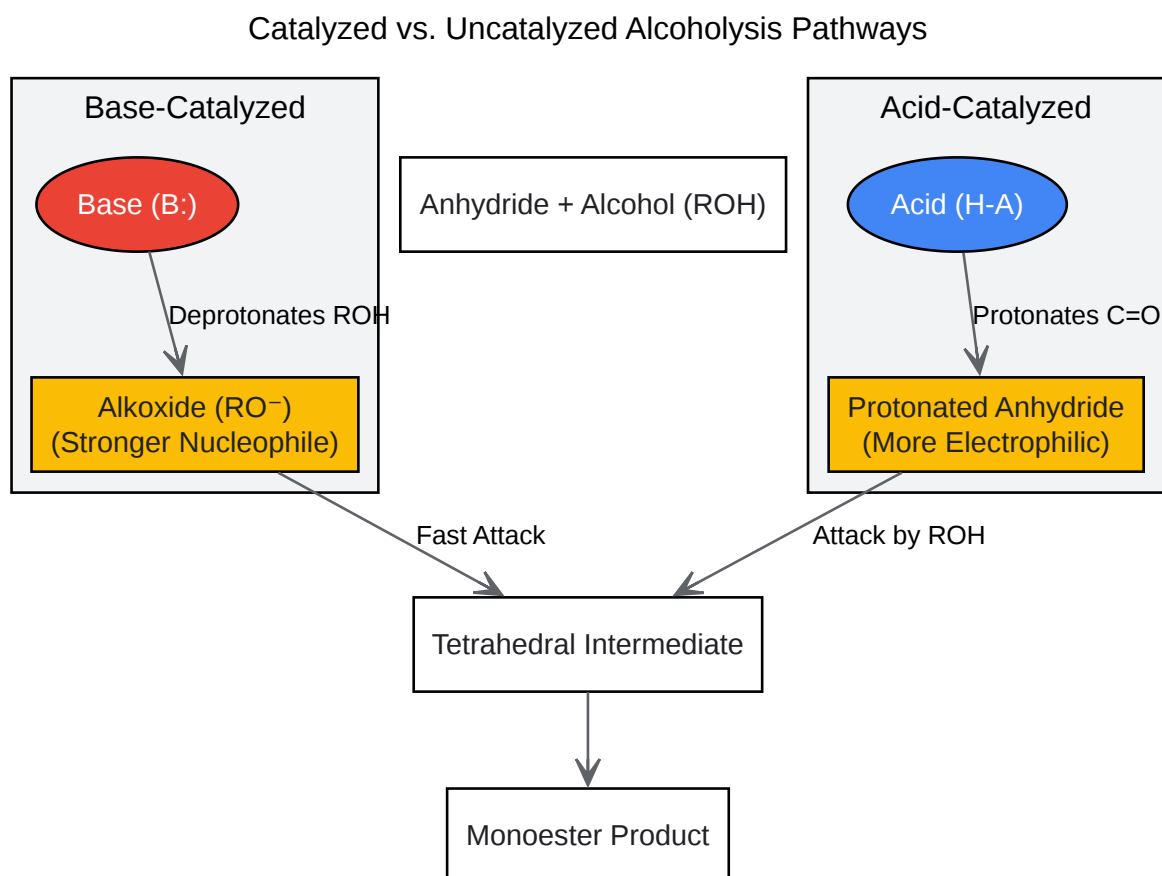 Catalyzed vs. Uncatalyzed Alcoholysis Pathways
Base-Catalyzed
Base (B:)
Deprotonates ROH
Alkoxide (RO⁻)
(Stronger Nucleophile)
Anhydride + Alcohol (ROH)
Acid-Catalyzed
Acid (H-A)
Protonates C=O
Protonated Anhydride
(More Electrophilic)
Fast Attack
Attack by ROH
Tetrahedral Intermediate
Monoester Product